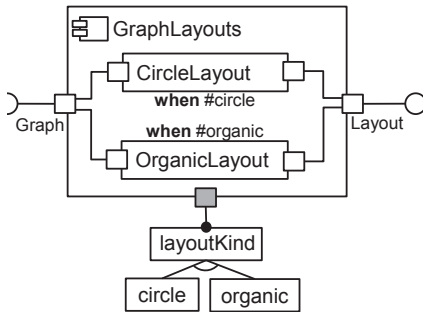 GraphLayouts
CircleLayout
when #circle
Graph
Layout
when #organic
OrganicLayout
layoutKind
circle
organic